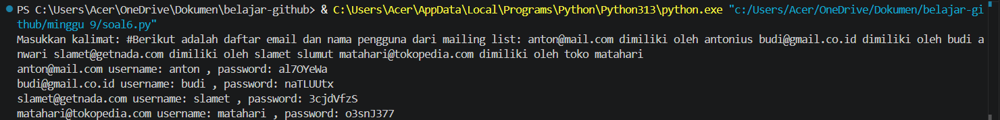 PS C:\Users\Acer\OneDrive\Dokumen\belajar-github> & C:\Users\Acer\AppData\Local\Programs\Python\Python313\python.exe "c:/Users/Acer/OneDrive/Dokumen/belajar-gi
thub/minggu 9/soal6.py"
Masukkan kalimat: #Berikut adalah daftar email dan nama pengguna dari mailing list: anton@mail.com dimiliki oleh antonius budi@gmail.co.id dimiliki oleh budi a
nwari slamet@getnada.com dimiliki oleh slamet slumut matahari@tokopedia.com dimiliki oleh toko matahari
anton@mail.com username: anton , password: al7OYeWa
budi@gmail.co.id username: budi , password: naTLUUtx
slamet@getnada.com username: slamet , password: 3cjdVfzS
matahari@tokopedia.com username: matahari , password: o3snJ377